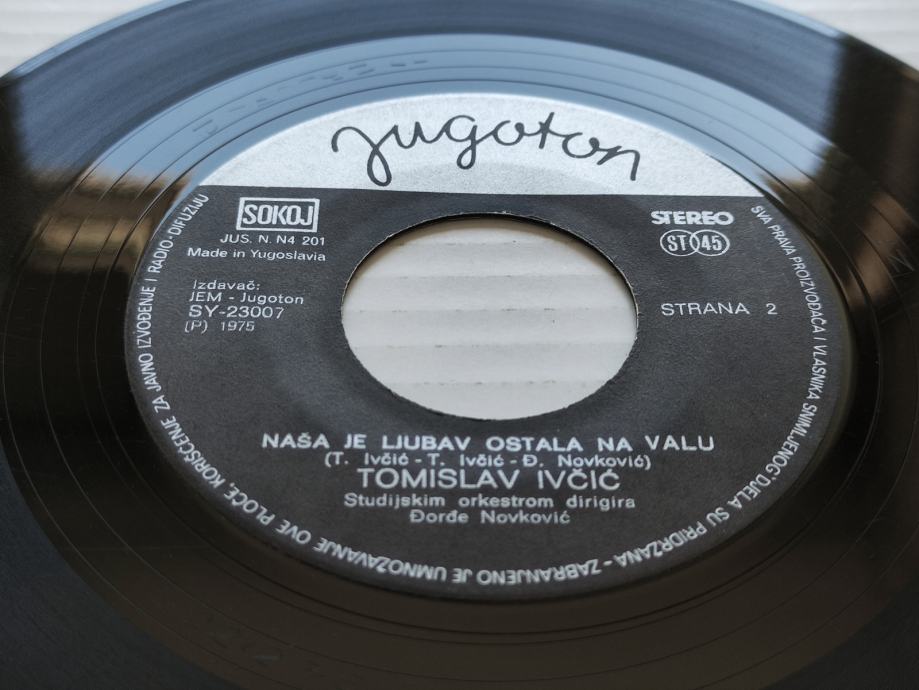 jugoton
SOKOJ
JUS. N. N4 201
Made in Yugoslavia
STEREO
ST 45
Izdavač:
JEM - Jugoton
SY-23007
(P) 1975
STRANA 2
NAŠA JE LJUBAV OSTALA NA VALU
(T. Ivčić - T. Ivčić - Đ. Novković)
TOMISLAV IVČIĆ
Studijskim orkestrom dirigira
Đorđe Novković
SVA PRAVA PROIZVOĐAČA I VLASNIKA SNIMLJENOG DJELA SU PRIDRŽANA - ZABRANJENO JE UMNOŽAVANJE OVE PLOČE, KORIŠĆENJE ZA JAVNO IZVOĐENJE I RADIO-DIFUZIJU